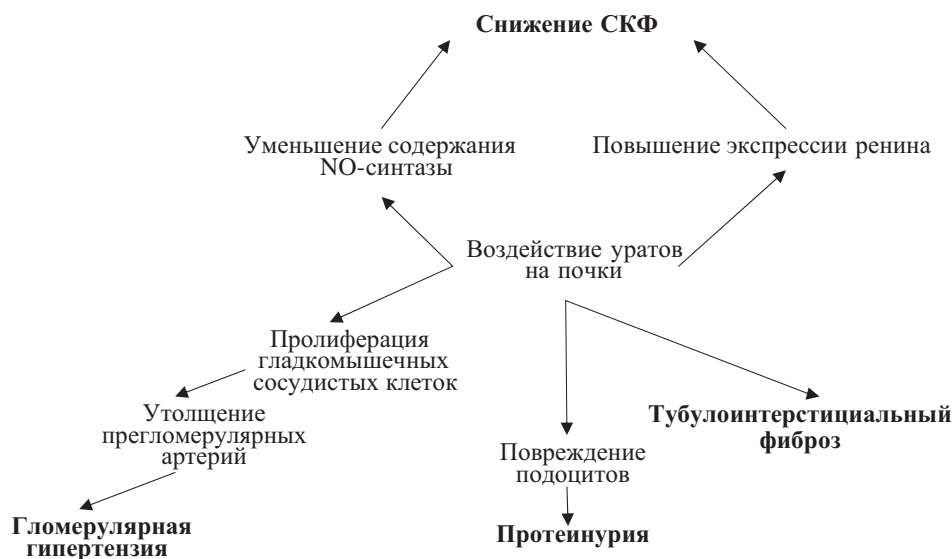 Снижение СКФ
Уменьшение содержания
NO-синтазы
Повышение экспрессии ренина
Воздействие уратов
на почки
Пролиферация
гладкомышечных
сосудистых клеток
Утолщение
прегломерулярных
артерий
Гломерулярная
гипертензия
Повреждение
подоцитов
Протеинурия
Тубулоинтерстициальный
фиброз